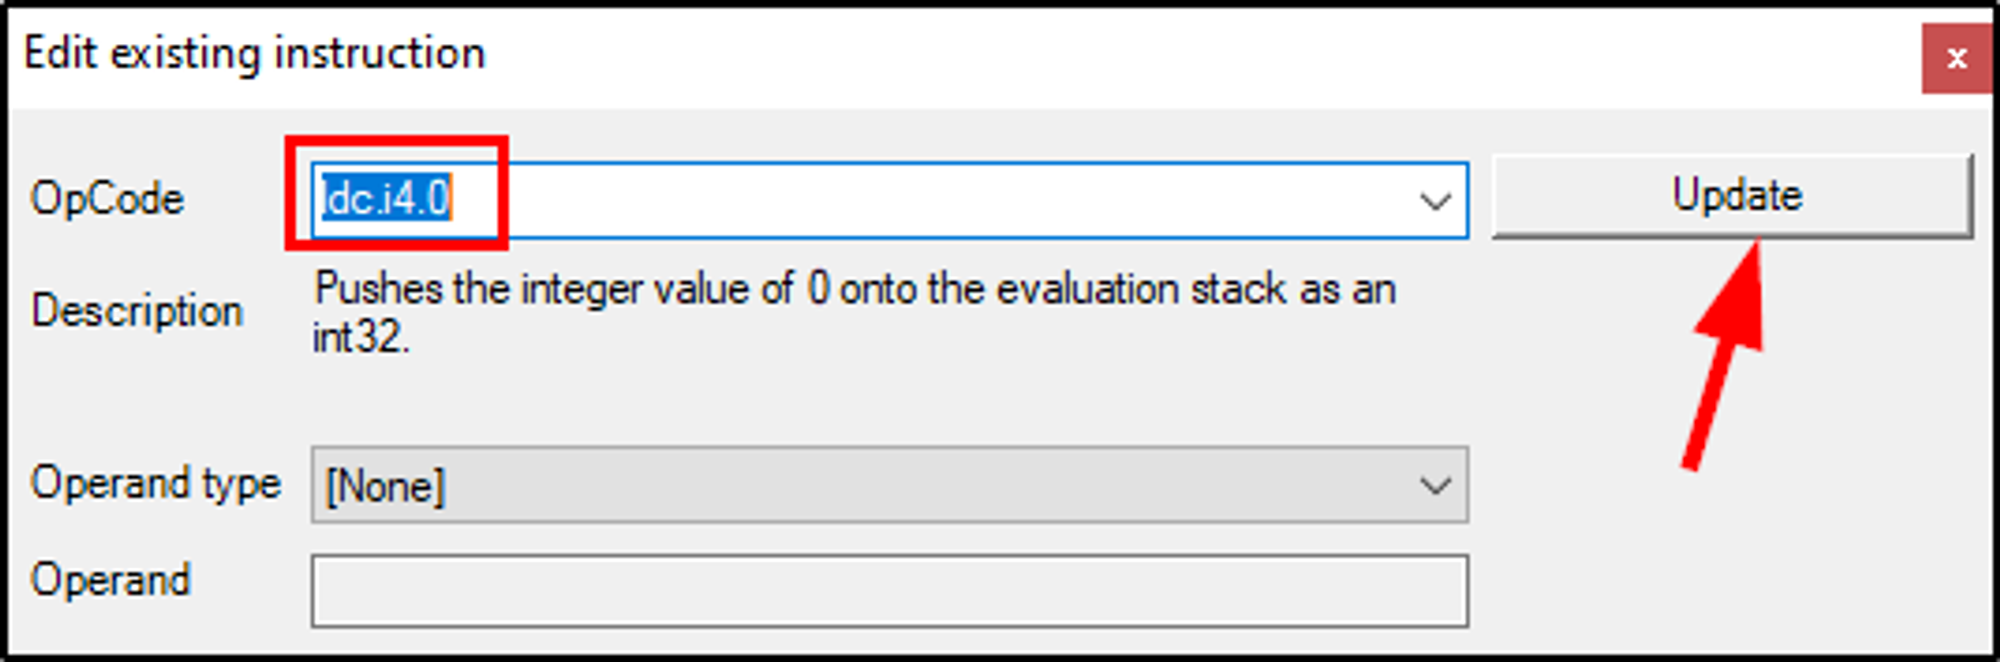 Edit existing instruction
x
OpCode
ldc.i4.0
Update
Description
Pushes the integer value of 0 onto the evaluation stack as an
int32.
Operand type
[None]
Operand